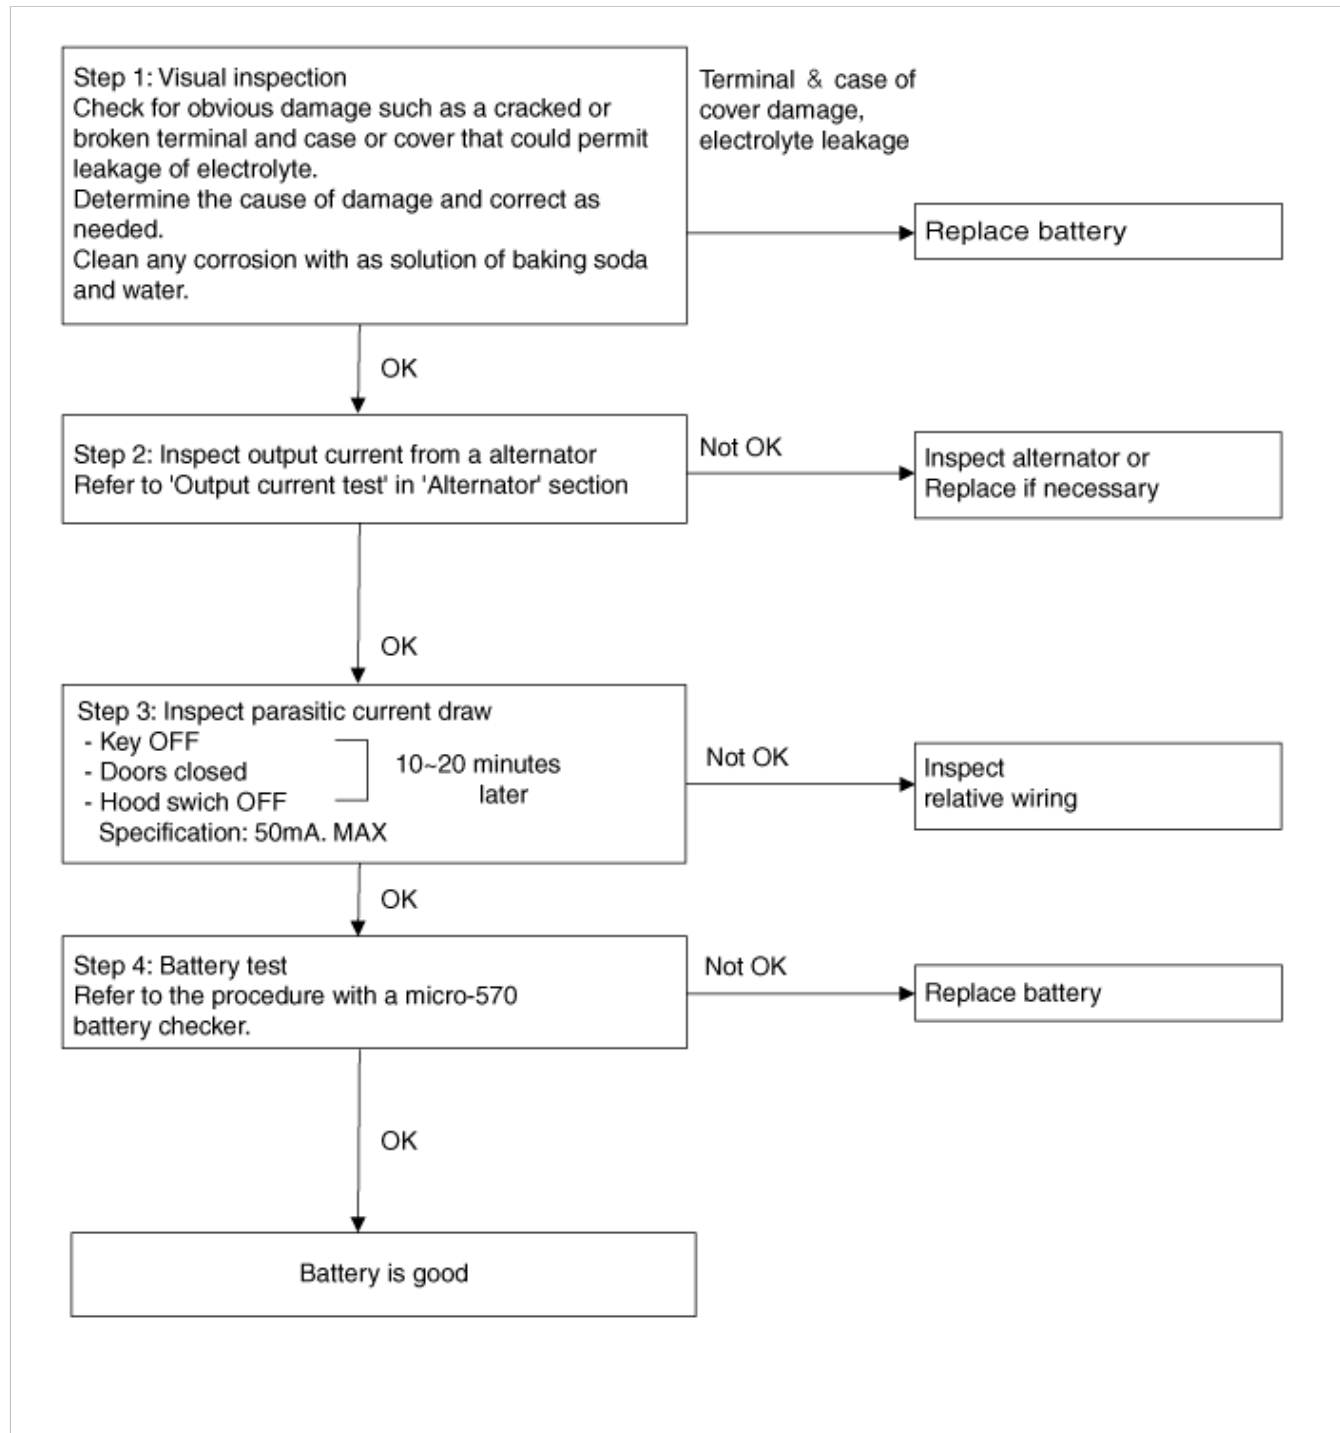 Step 1: Visual inspection
Check for obvious damage such as a cracked or
broken terminal and case or cover that could permit
leakage of electrolyte.
Determine the cause of damage and correct as
needed.
Clean any corrosion with as solution of baking soda
and water.
Terminal & case of
cover damage,
electrolyte leakage
Replace battery
OK
Step 2: Inspect output current from a alternator
Refer to 'Output current test' in 'Alternator' section
Not OK
Inspect alternator or
Replace if necessary
OK
Step 3: Inspect parasitic current draw
- Key OFF
- Doors closed
- Hood swich OFF
10~20 minutes
later
Specification: 50mA. MAX
Not OK
Inspect
relative wiring
OK
Step 4: Battery test
Refer to the procedure with a micro-570
battery checker.
Not OK
Replace battery
OK
Battery is good